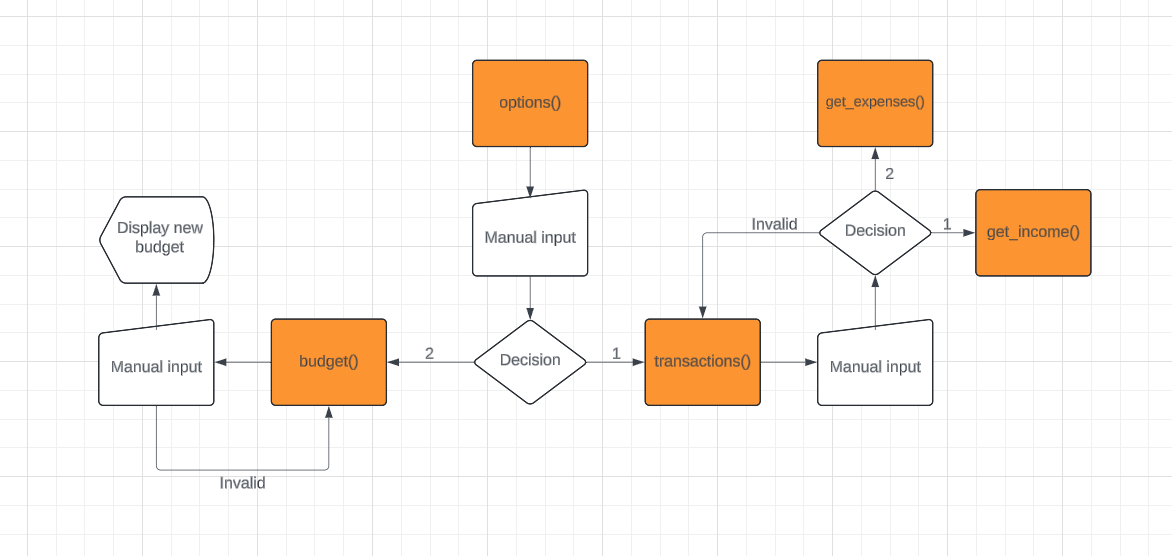 options()
get_expenses()
2
Manual input
Display new
budget
Invalid
Decision
1
get_income()
Manual input
budget()
2
Decision
1
transactions()
Manual input
Invalid